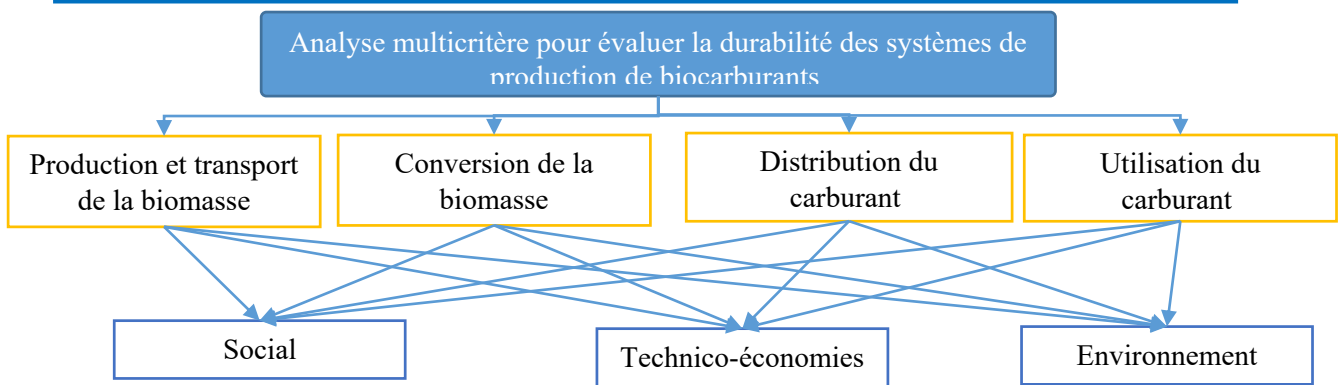 Analyse multicritère pour évaluer la durabilité des systèmes de
production de biocarburants
Production et transport
de la biomasse
Conversion de la
biomasse
Distribution du
carburant
Utilisation du
carburant
Social
Technico-économies
Environnement